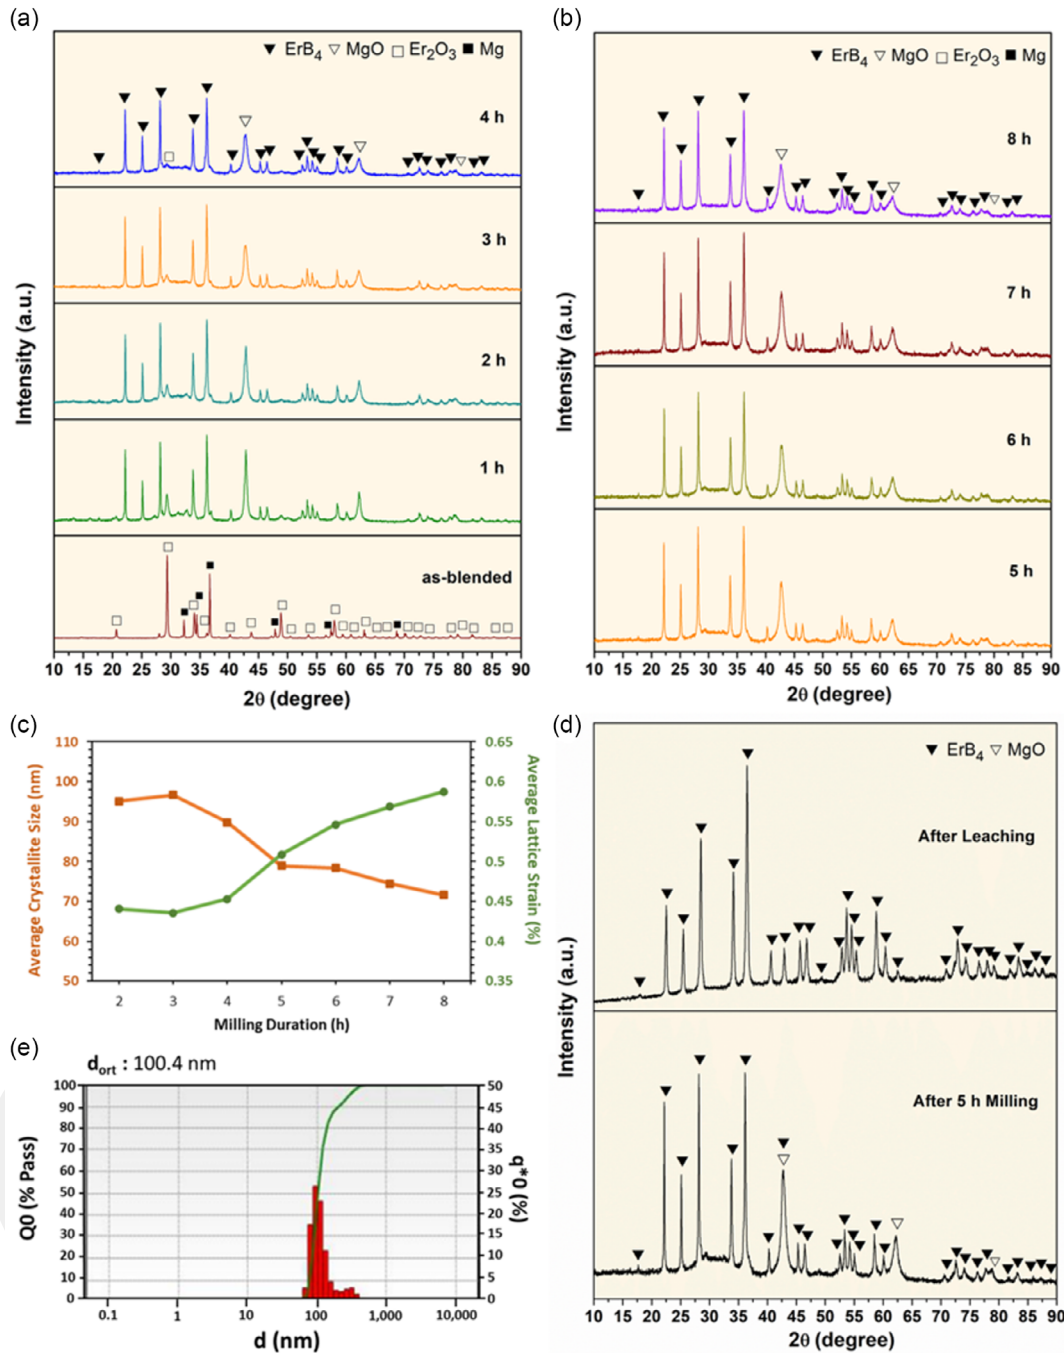 (a)
▼ ErB4 ▽ MgO □ Er2O3 ■ Mg
4 h
3 h
2 h
1 h
as-blended
Intensity (a.u.)
10 15 20 25 30 35 40 45 50 55 60 65 70 75 80 85 90
2θ (degree)
(b)
▼ ErB4 ▽ MgO □ Er2O3 ■ Mg
8 h
7 h
6 h
5 h
Intensity (a.u.)
10 15 20 25 30 35 40 45 50 55 60 65 70 75 80 85 90
2θ (degree)
(c)
110
100
90
80
70
60
50
Average Crystallite Size (nm)
0.65
0.6
0.55
0.5
0.45
0.4
0.35
Average Lattice Strain (%)
2 3 4 5 6 7 8
Milling Duration (h)
(d)
▼ ErB4 ▽ MgO
After Leaching
After 5 h Milling
Intensity (a.u.)
10 15 20 25 30 35 40 45 50 55 60 65 70 75 80 85 90
2θ (degree)
(e)
dort : 100.4 nm
100
90
80
70
60
50
40
30
20
10
0
Q0 (% Pass)
50
45
40
35
30
25
20
15
10
5
0
q*0 (%)
0.1 1 10 100 1,000 10,000
d (nm)